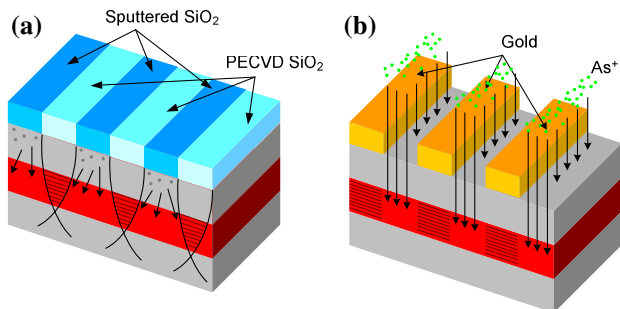 (a)
Sputtered SiO₂
PECVD SiO₂
(b)
Gold
As⁺